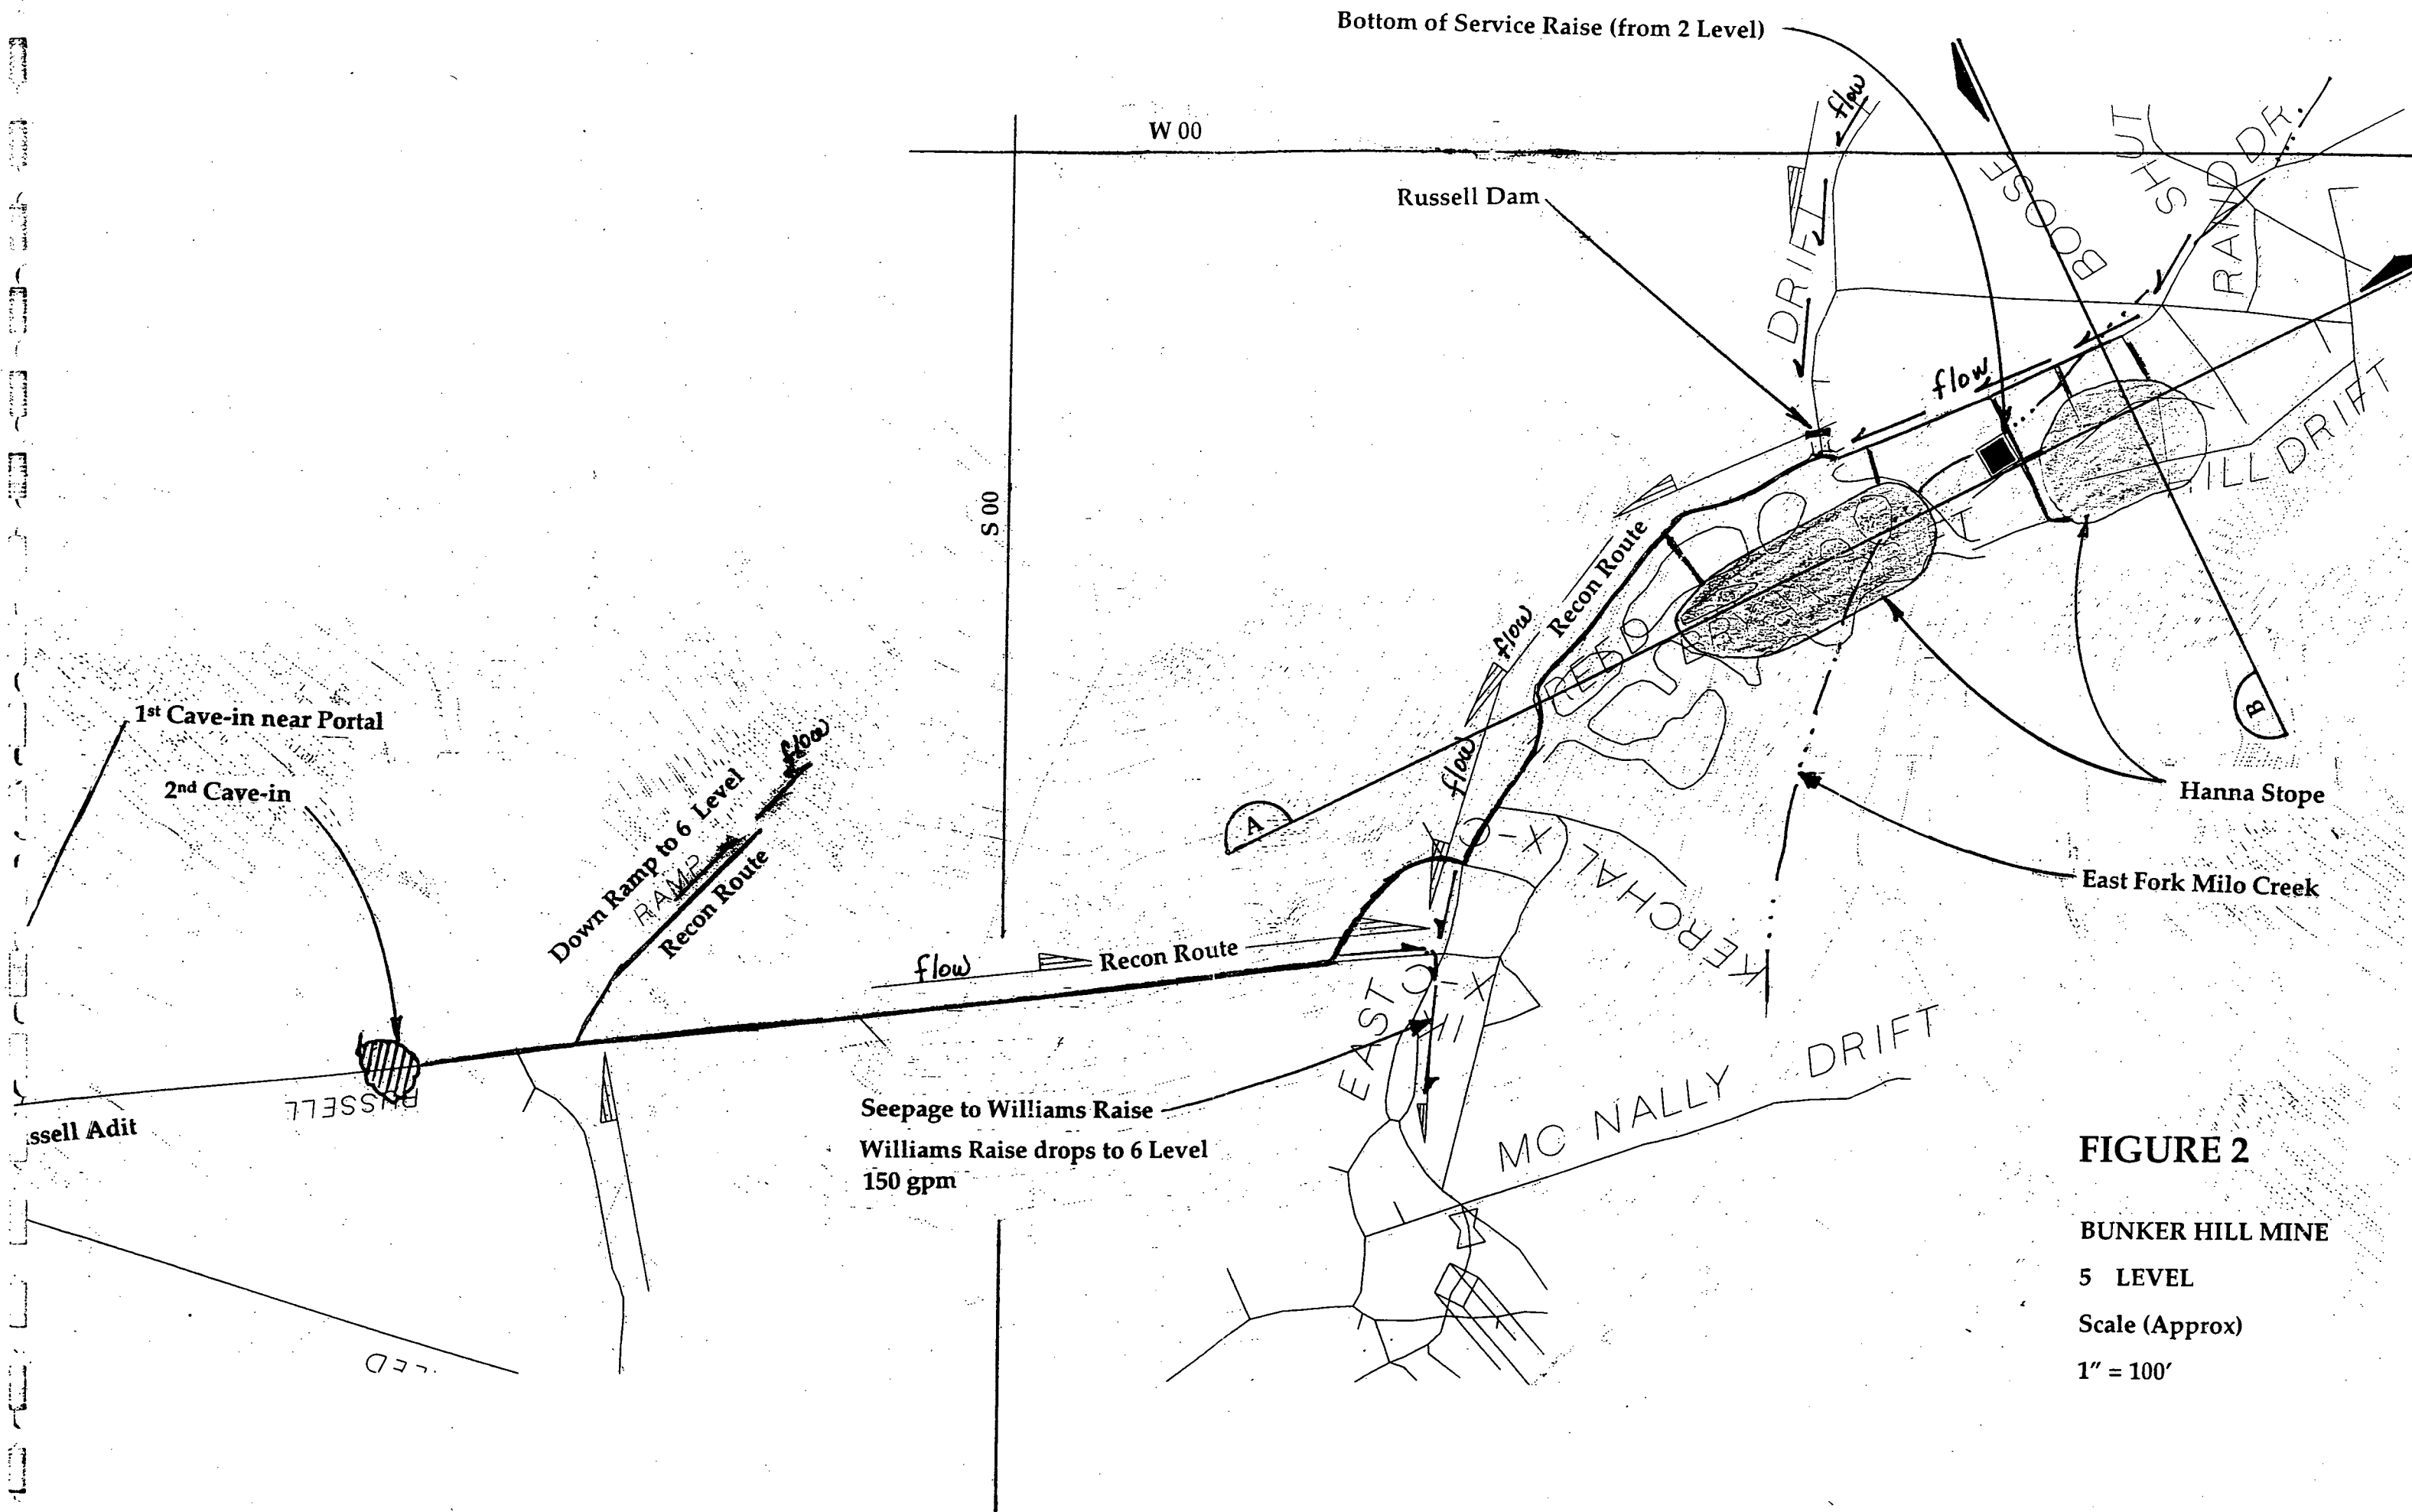 Bottom of Service Raise (from 2 Level)
flow
W 00
Russell Dam
DRIFT
BOOSE
SHUT
RAND DR.
flow
S 00
ILL DRIFT
Recon Route
flow
REDD
flow
A
B
1st Cave-in near Portal
2nd Cave-in
flow
Down Ramp to 6 Level
RAMP
Recon Route
Hanna Stope
East Fork Milo Creek
X-C
KERCHAL
flow
Recon Route
X-C
EAST
RUSSELL
ssell Adit
Seepage to Williams Raise
Williams Raise drops to 6 Level
150 gpm
MC NALLY DRIFT
FIGURE 2
BUNKER HILL MINE
5 LEVEL
Scale (Approx)
1" = 100'